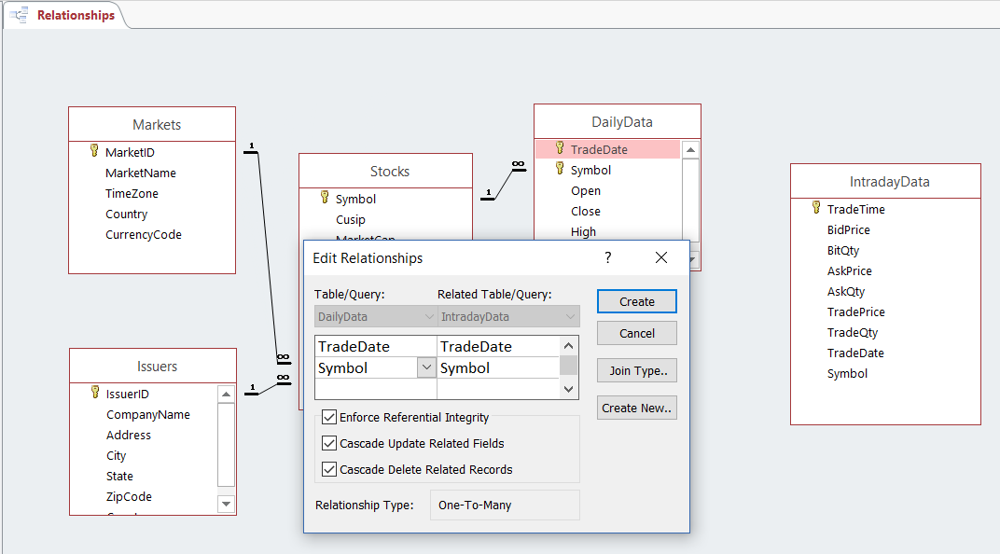 Relationships
Markets
MarketID
MarketName
TimeZone
Country
CurrencyCode
Issuers
IssuerID
CompanyName
Address
City
State
ZipCode
1
∞
1
∞
Stocks
Symbol
Cusip
1
∞
DailyData
TradeDate
Symbol
Open
Close
High
IntradayData
TradeTime
BidPrice
BitQty
AskPrice
AskQty
TradePrice
TradeQty
TradeDate
Symbol
Edit Relationships ?
Table/Query: Related Table/Query:
DailyData IntradayData
TradeDate TradeDate
Symbol Symbol
Enforce Referential Integrity
Cascade Update Related Fields
Cascade Delete Related Records
Relationship Type: One-To-Many
Create
Cancel
Join Type..
Create New..